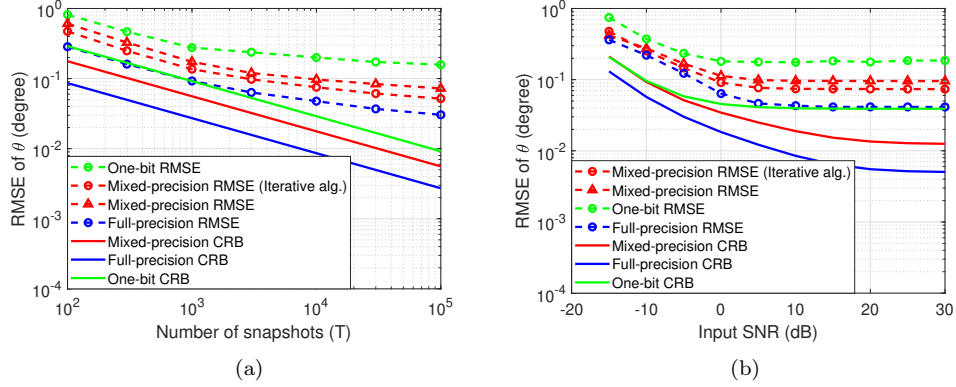 (a)
(b)
10^0
10^-1
10^-2
10^-3
10^-4
RMSE of θ (degree)
One-bit RMSE
Mixed-precision RMSE (Iterative alg.)
Mixed-precision RMSE
Full-precision RMSE
Mixed-precision CRB
Full-precision CRB
One-bit CRB
10^2
10^3
10^4
10^5
Number of snapshots (T)
(a)
10^0
10^-1
10^-2
10^-3
10^-4
RMSE of θ (degree)
Mixed-precision RMSE (Iterative alg.)
Mixed-precision RMSE
One-bit RMSE
Full-precision RMSE
Mixed-precision CRB
Full-precision CRB
One-bit CRB
-20
-10
0
10
20
30
Input SNR (dB)
(b)